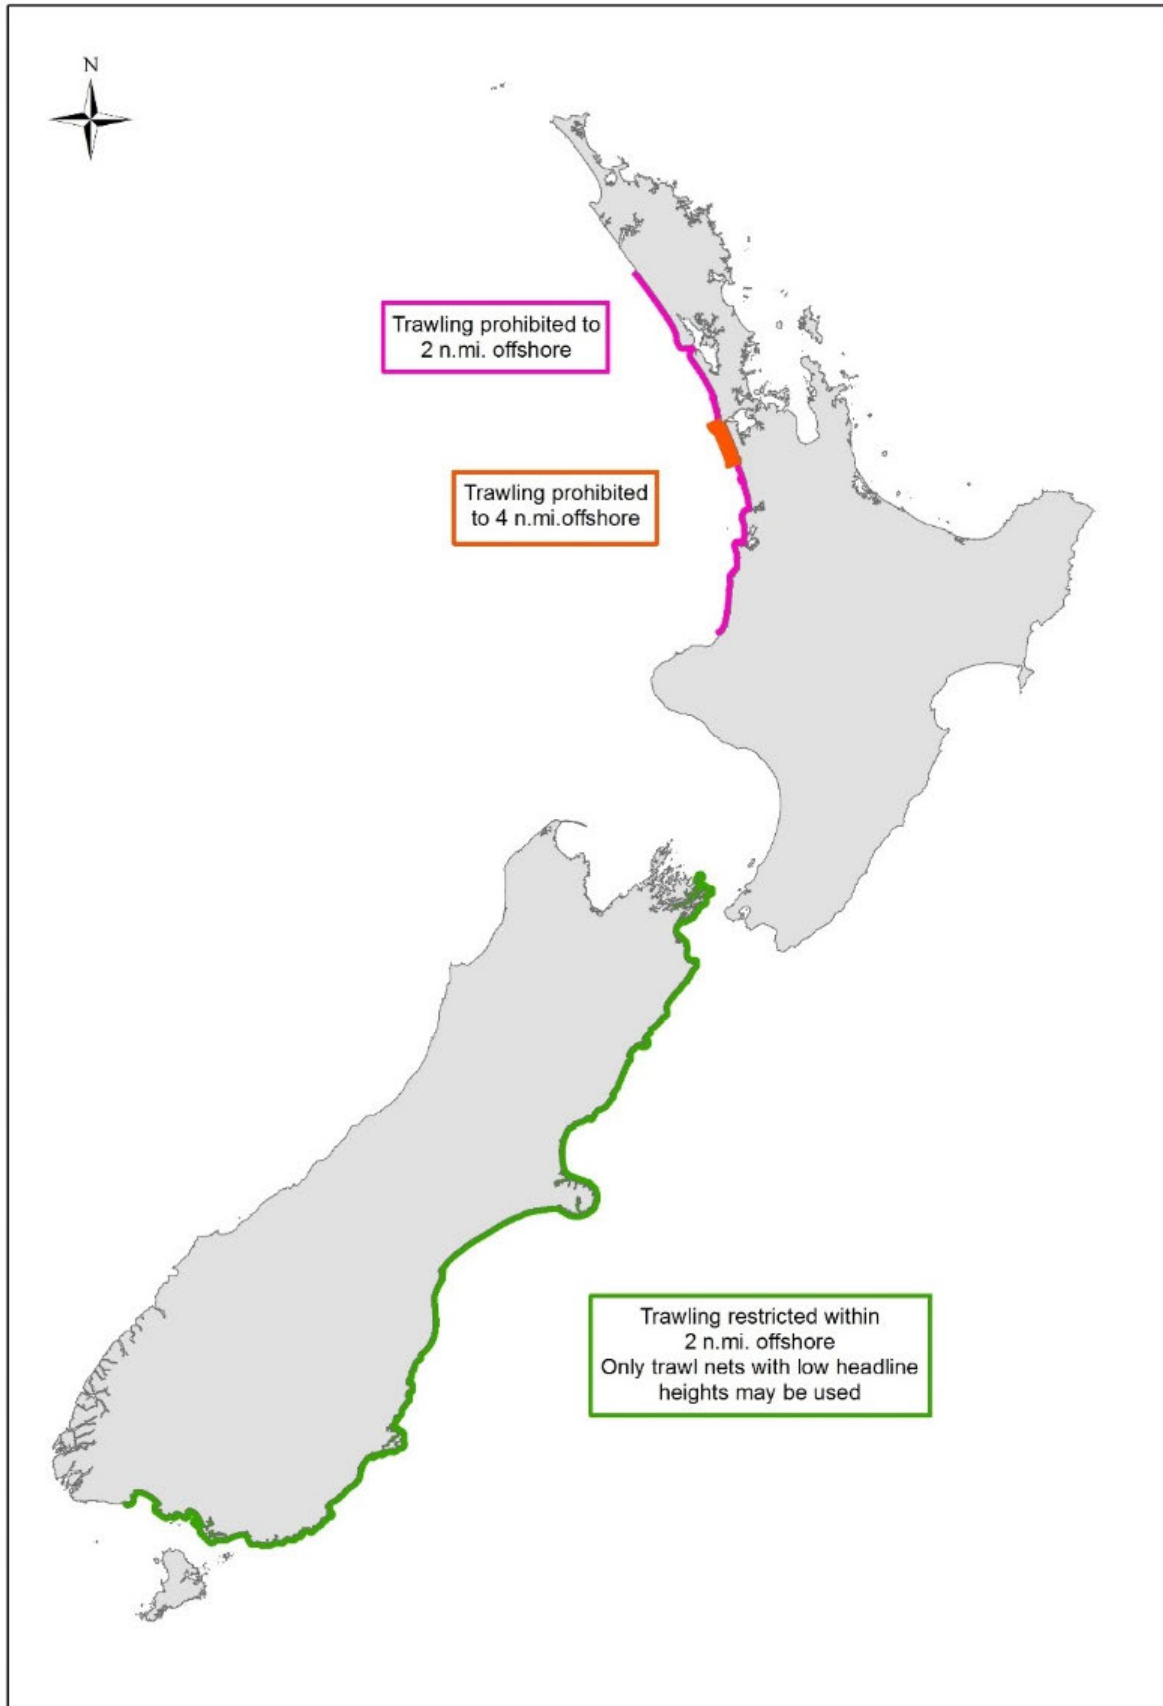 N
Trawling prohibited to
2 n.mi. offshore
Trawling prohibited
to 4 n.mi.offshore
Trawling restricted within
2 n.mi. offshore
Only trawl nets with low headline
heights may be used